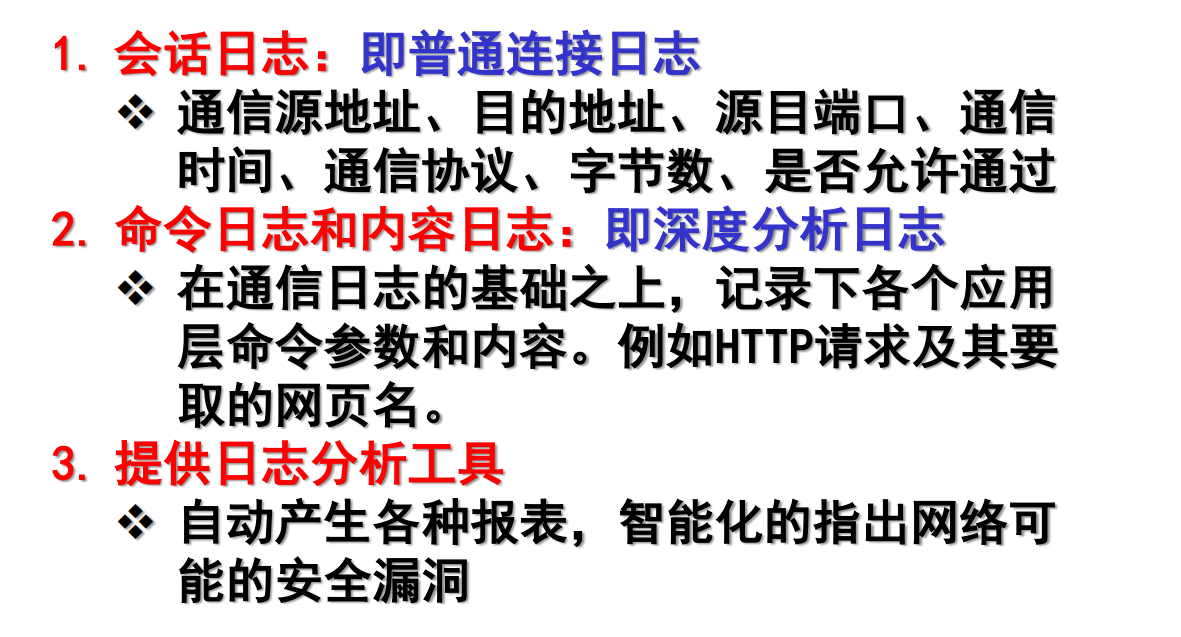 1. 会话日志：即普通连接日志
❖ 通信源地址、目的地址、源目端口、通信
时间、通信协议、字节数、是否允许通过
2. 命令日志和内容日志：即深度分析日志
❖ 在通信日志的基础之上，记录下各个应用
层命令参数和内容。例如HTTP请求及其要
取的网页名。
3. 提供日志分析工具
❖ 自动产生各种报表，智能化的指出网络可
能的安全漏洞